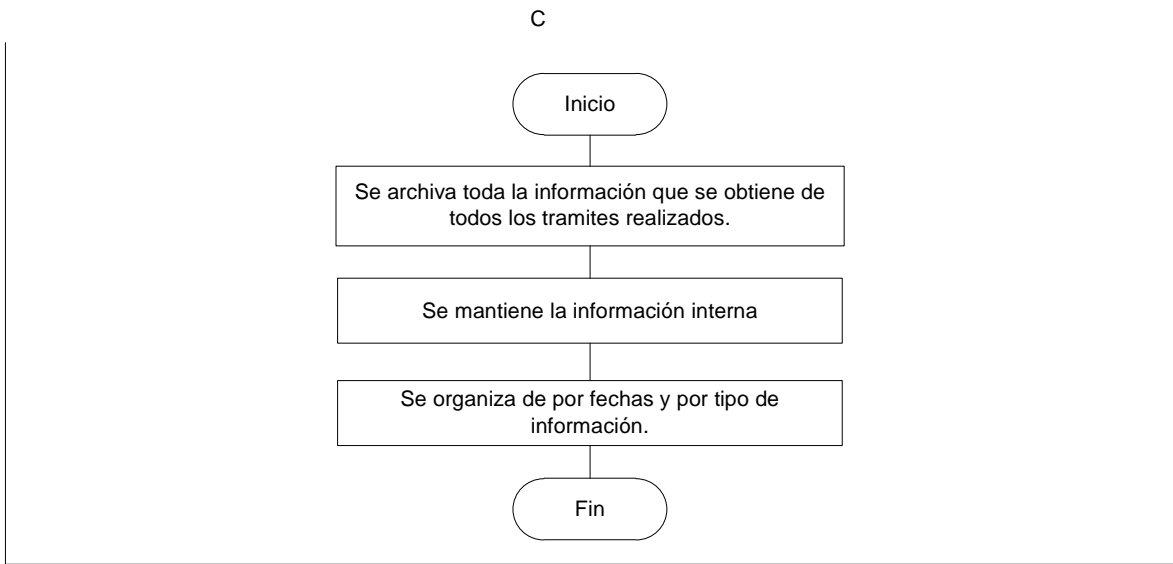 C
Inicio
Se archiva toda la información que se obtiene de
todos los tramites realizados.
Se mantiene la información interna
Se organiza de por fechas y por tipo de
información.
Fin